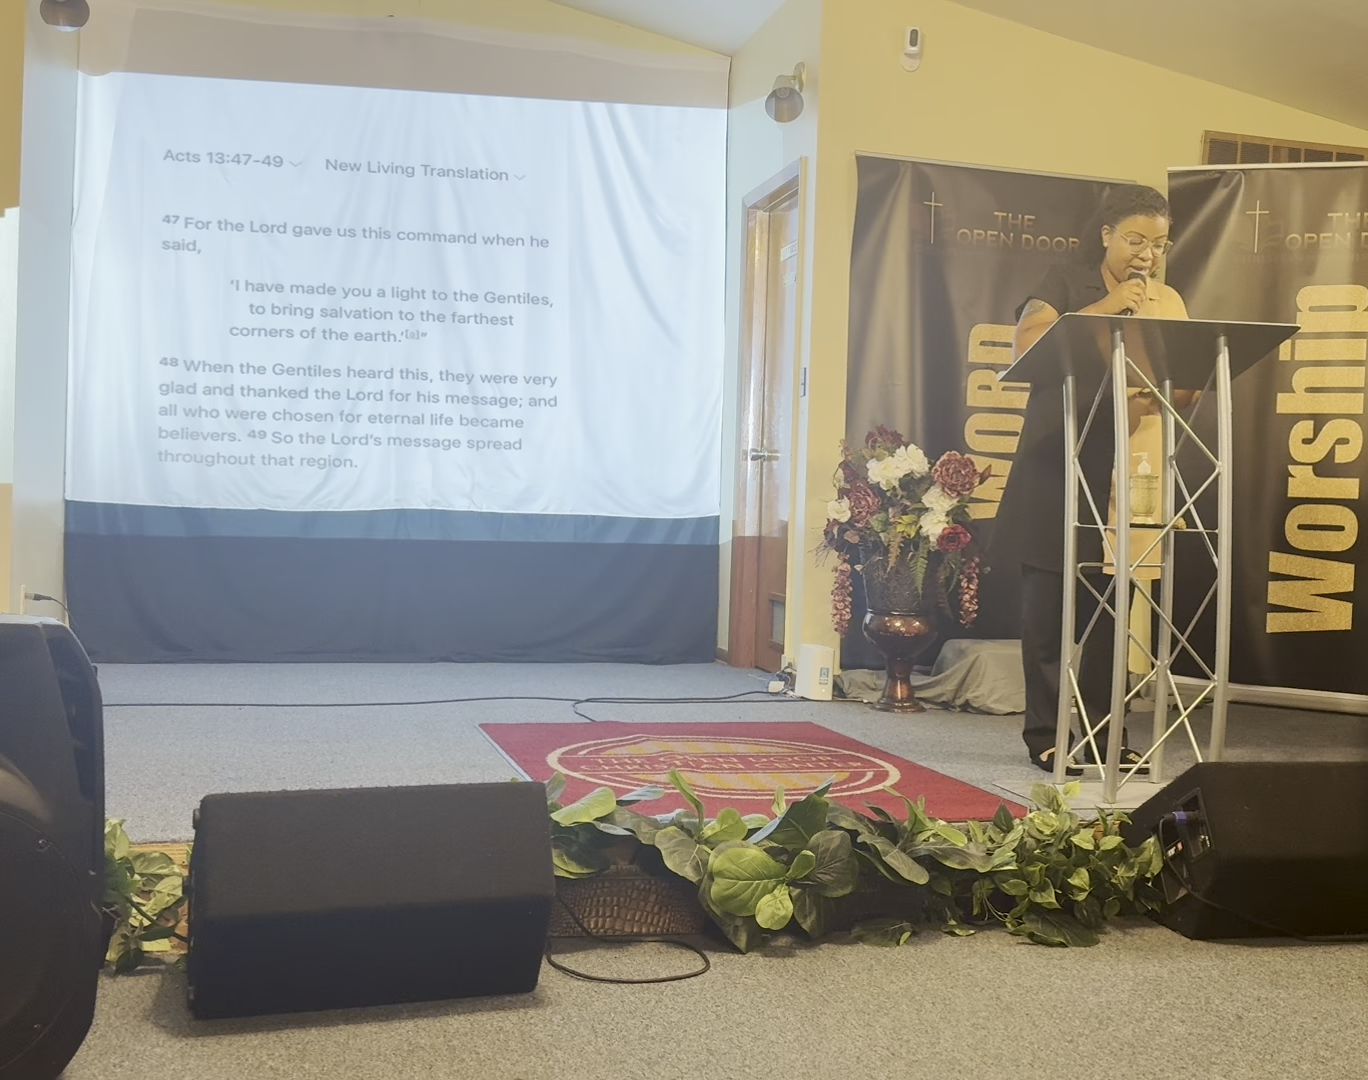 Acts 13:47-49 New Living Translation
47 For the Lord gave us this command when he
said,
'I have made you a light to the Gentiles,
to bring salvation to the farthest
corners of the earth.'[a]"
48 When the Gentiles heard this, they were very
glad and thanked the Lord for his message; and
all who were chosen for eternal life became
believers. 49 So the Lord's message spread
throughout that region.
THE
OPEN DOOR
WORD
TH
OPEN D
Worship